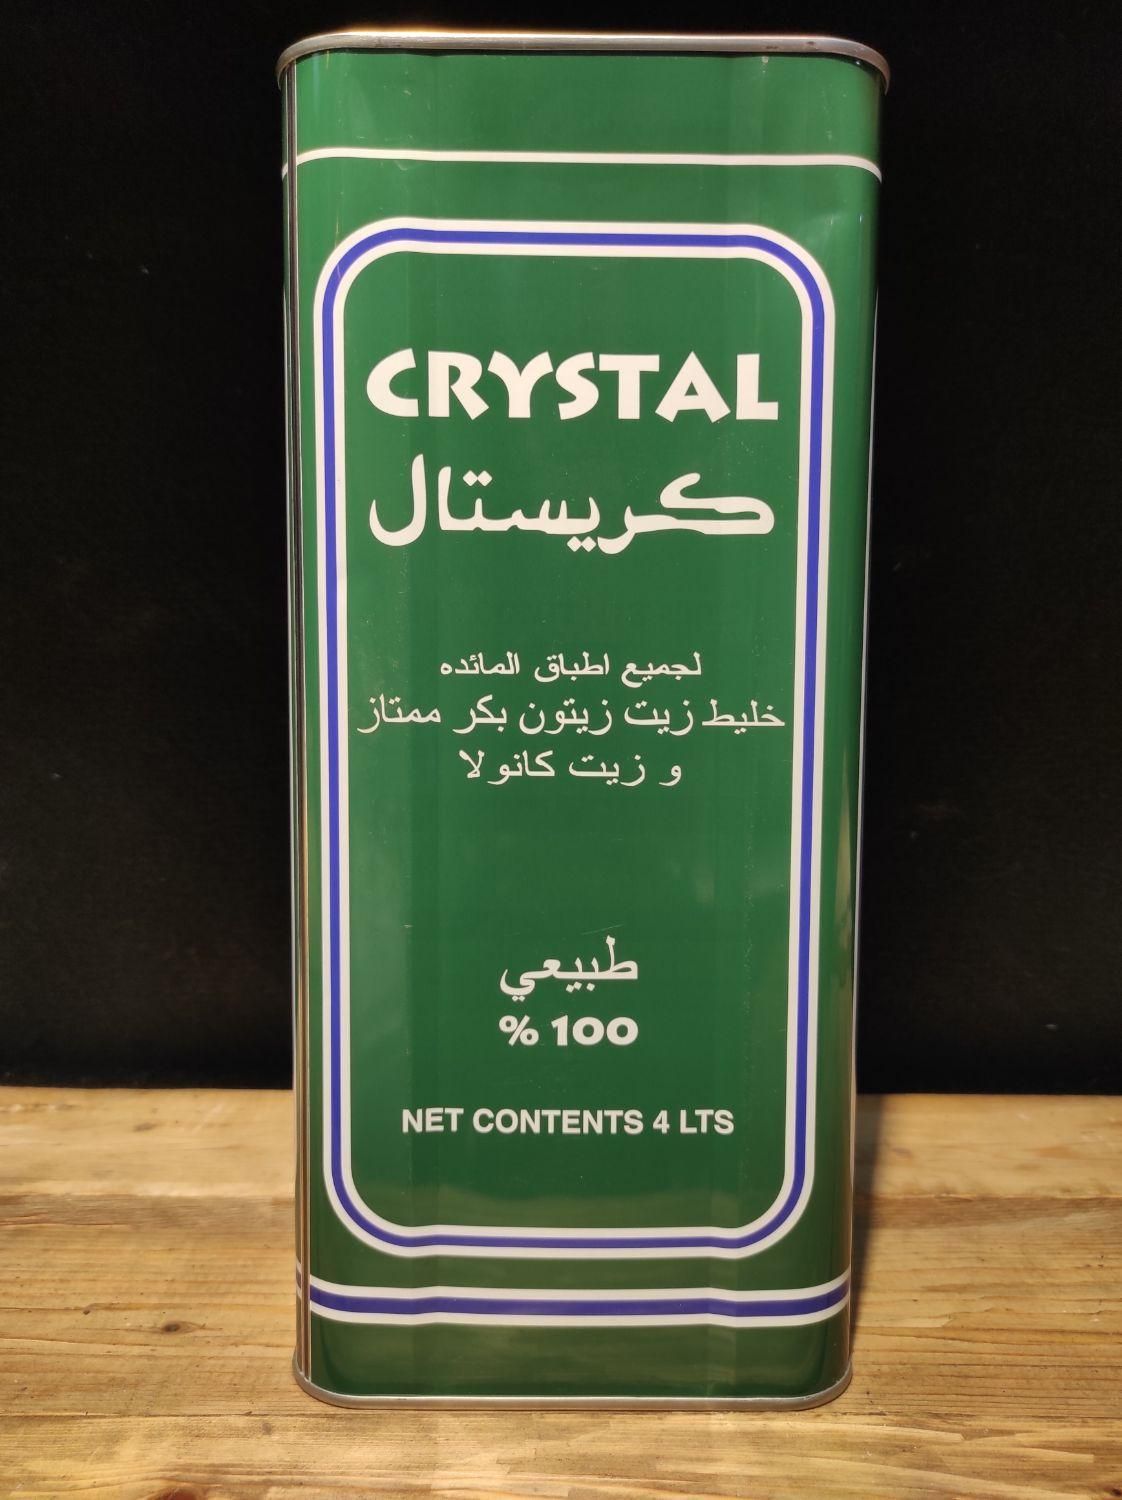 CRYSTAL
كريستال
لجميع اطباق المائده
خليط زيت زيتون بكر ممتاز
و زيت كانولا
طبيعي
% 100
NET CONTENTS 4 LTS